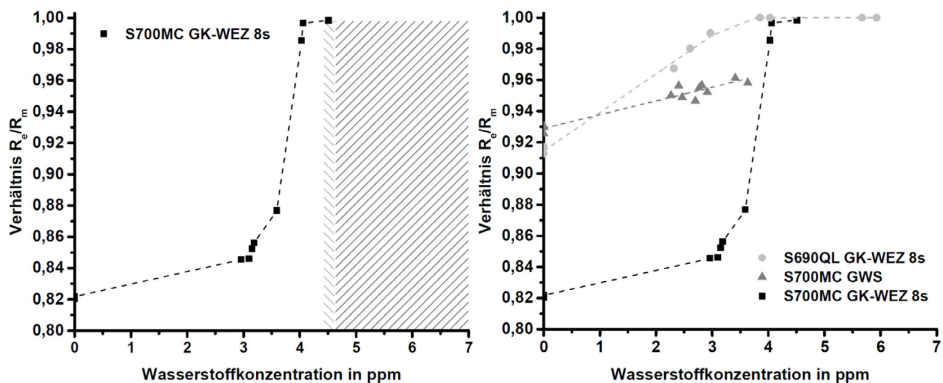 1,00
0,98
0,96
0,94
0,92
0,90
0,88
0,86
0,84
0,82
0,80
Verhältnis Re/Rm
S700MC GK-WEZ 8s
0 1 2 3 4 5 6 7
Wasserstoffkonzentration in ppm
1,00
0,98
0,96
0,94
0,92
0,90
0,88
0,86
0,84
0,82
0,80
Verhältnis Re/Rm
S690QL GK-WEZ 8s
S700MC GWS
S700MC GK-WEZ 8s
0 1 2 3 4 5 6 7
Wasserstoffkonzentration in ppm